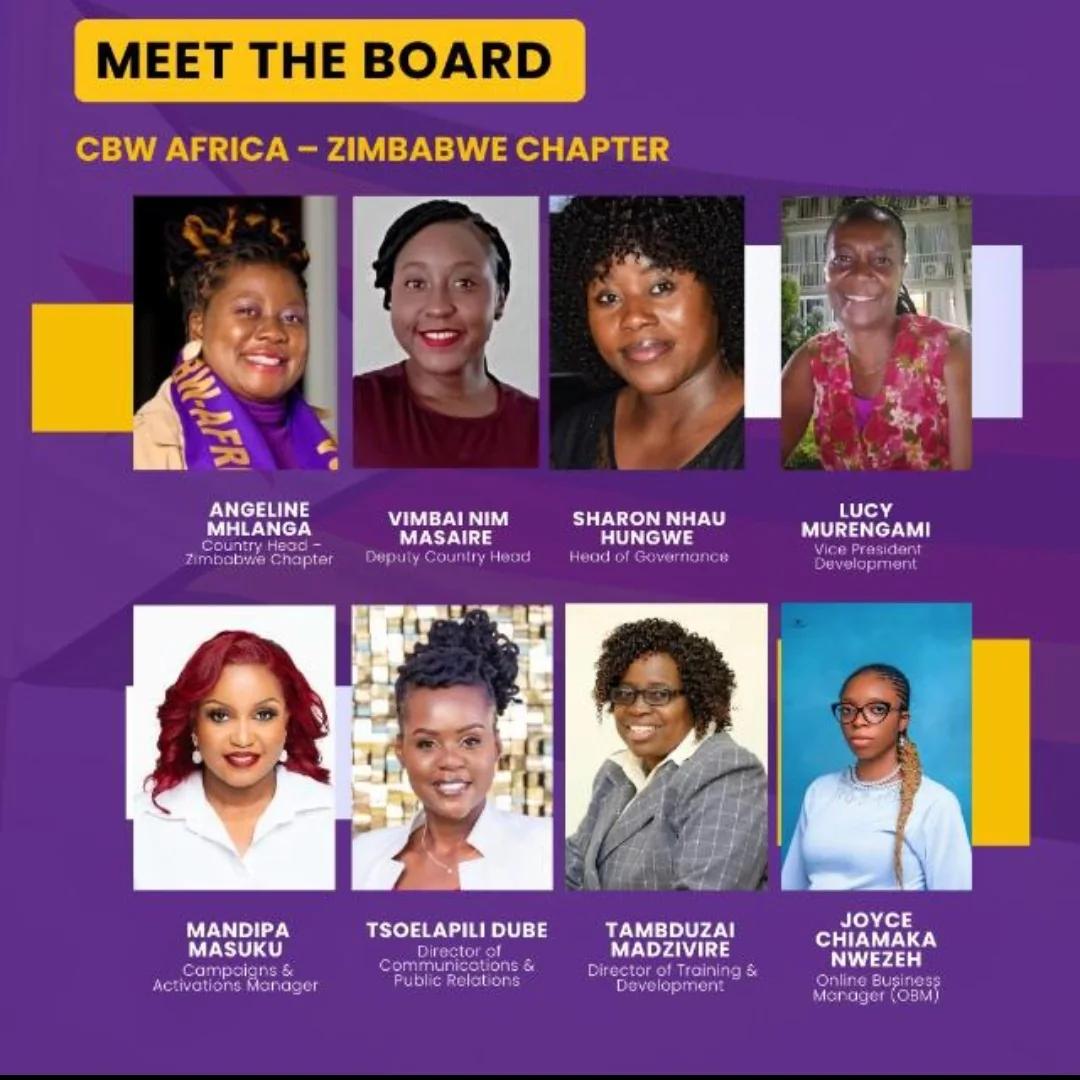 MEET THE BOARD
CBW AFRICA – ZIMBABWE CHAPTER
BW-AFRI
ANGELINE
MHLANGA
Country Head –
Zimbabwe Chapter
VIMBAI NIM
MASAIRE
Deputy Country Head
SHARON NHAU
HUNGWE
Head of Governance
LUCY
MURENGAMI
Vice President
Development
MANDIPA
MASUKU
Campaigns &
Activations Manager
TSOELAPILI DUBE
Director of
Communications &
Public Relations
TAMBDUZAI
MADZIVIRE
Director of Training &
Development
JOYCE
CHIAMAKA
NWEZEH
Online Business
Manager (OBM)